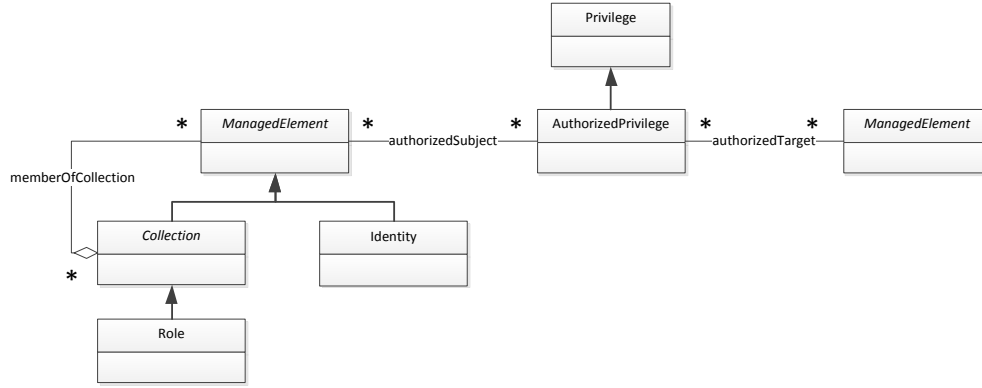 Privilege
* ManagedElement * authorizedSubject * AuthorizedPrivilege * authorizedTarget * ManagedElement
memberOfCollection
Collection
Identity
*
Role